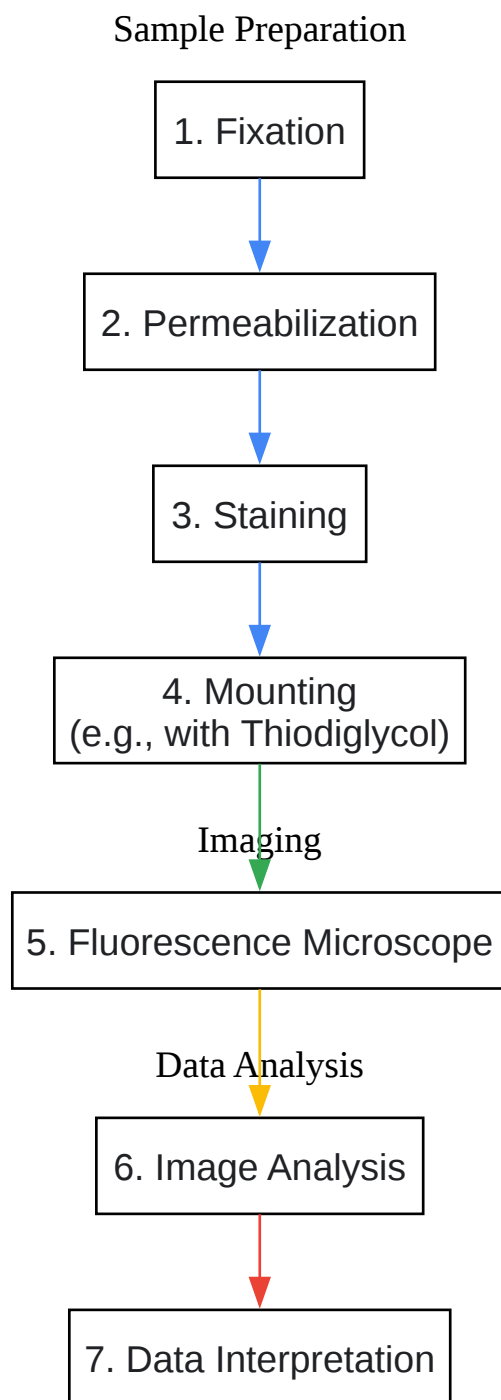 Sample Preparation
1. Fixation
2. Permeabilization
3. Staining
4. Mounting
(e.g., with Thiodiglycol)
Imaging
5. Fluorescence Microscope
Data Analysis
6. Image Analysis
7. Data Interpretation